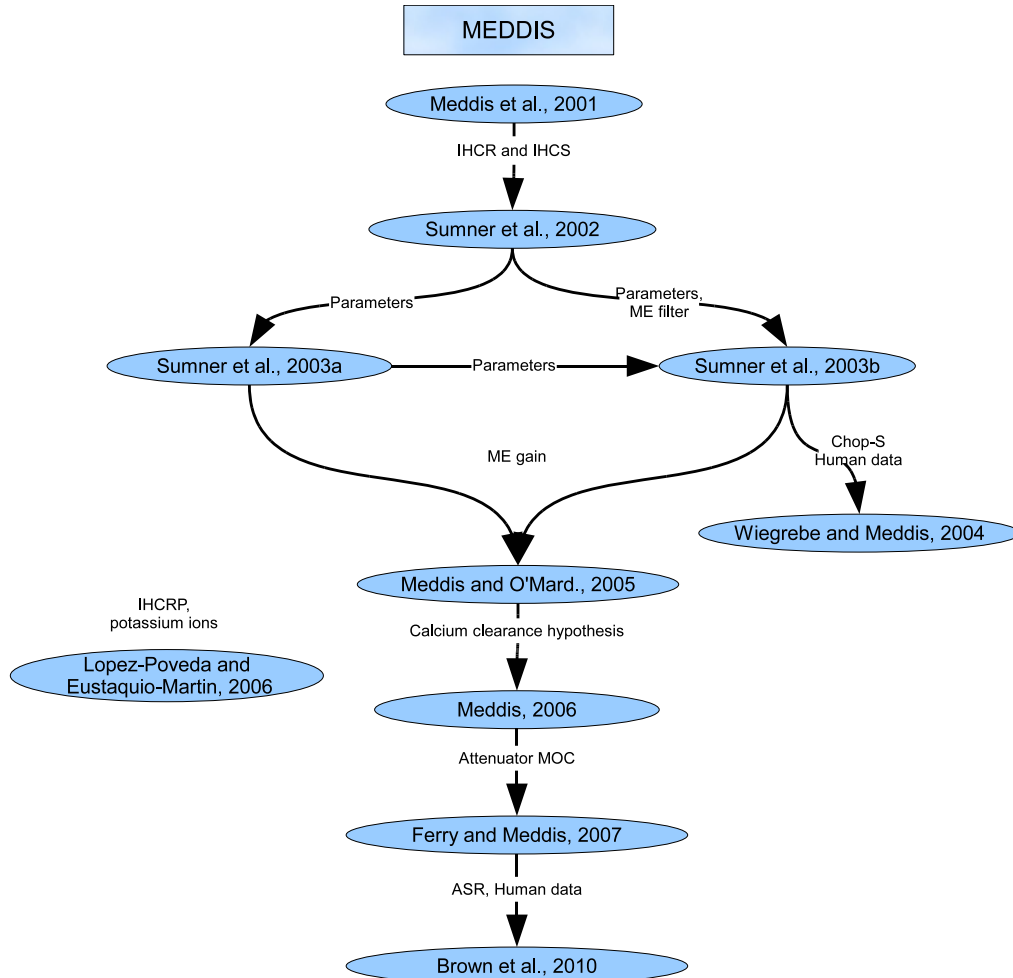 MEDDIS
Meddis et al., 2001
IHCR and IHCS
Sumner et al., 2002
Parameters
Parameters,
ME filter
Sumner et al., 2003a
Parameters
Sumner et al., 2003b
ME gain
Chop-S
Human data
Wiegrebe and Meddis, 2004
Meddis and O'Mard., 2005
IHCRP,
potassium ions
Calcium clearance hypothesis
Lopez-Poveda and
Eustaquio-Martin, 2006
Meddis, 2006
Attenuator MOC
Ferry and Meddis, 2007
ASR, Human data
Brown et al., 2010